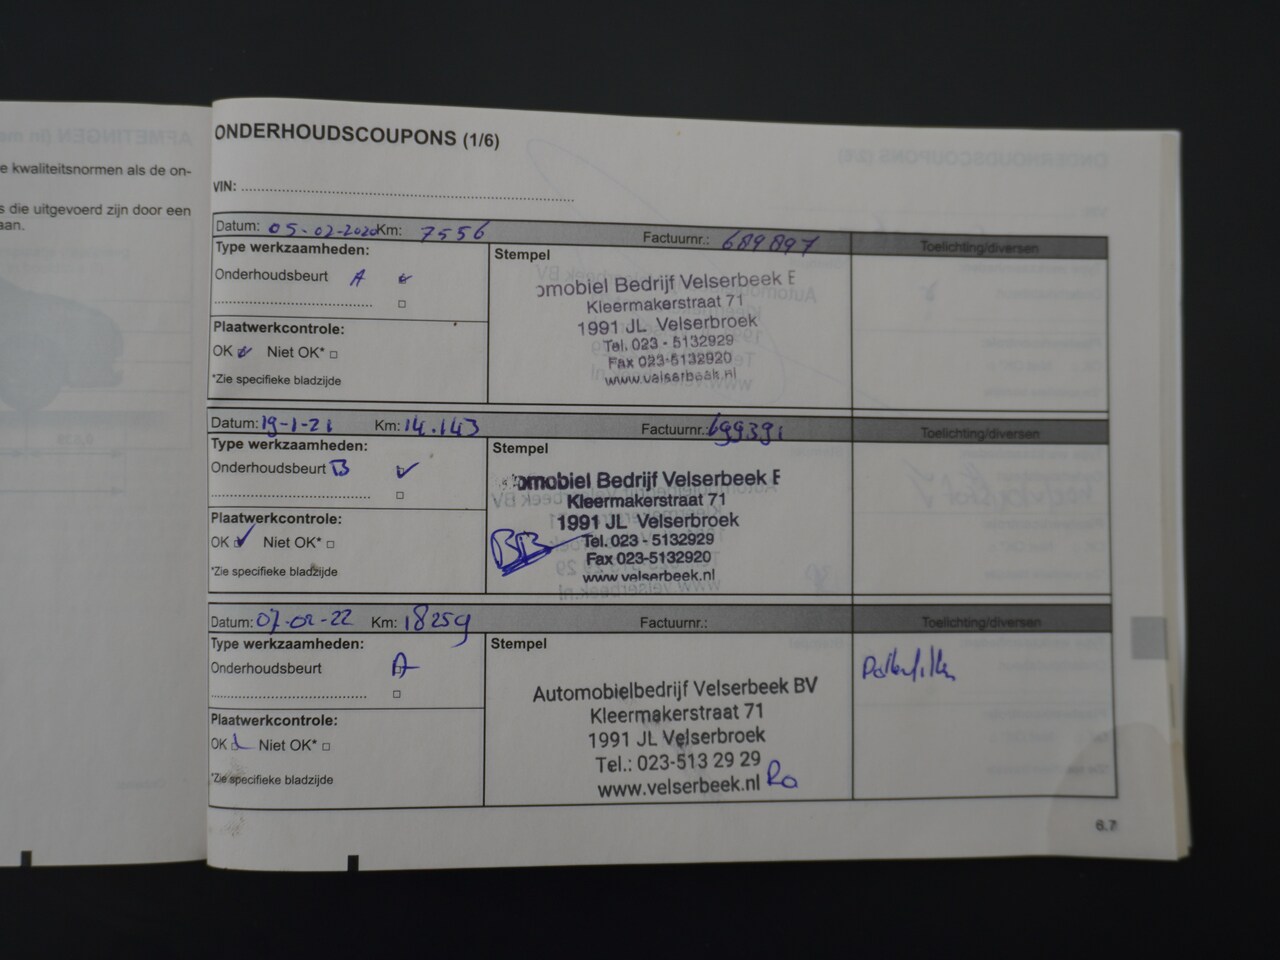 e kwaliteitsnormen als de on-
s die uitgevoerd zijn door een
aan.
ONDERHOUDSCOUPONS (1/6)
VIN:
Datum: 05-02-2020 Km: 7556 Factuurnr.: 689897 Toelichting/diversen
Type werkzaamheden:
Onderhoudsbeurt A
Plaatwerkcontrole:
OK Niet OK*
*Zie specifieke bladzijde
Stempel
omobiel Bedrijf Velserbeek B
Kleermakerstraat 71
1991 JL Velserbroek
Tel. 023 - 5132929
Fax 023-5132920
www.velserbeek.nl
Datum: 19-1-21 Km: 14.143 Factuurnr.: 699391 Toelichting/diversen
Type werkzaamheden:
Onderhoudsbeurt B
Plaatwerkcontrole:
OK Niet OK*
*Zie specifieke bladzijde
Stempel
omobiel Bedrijf Velserbeek B
Kleermakerstraat 71
1991 JL Velserbroek
Tel. 023 - 5132929
Fax 023-5132920
www.velserbeek.nl
Datum: 07-02-22 Km: 18259 Factuurnr.: Toelichting/diversen
Type werkzaamheden:
Onderhoudsbeurt A
Plaatwerkcontrole:
OK Niet OK*
*Zie specifieke bladzijde
Stempel
Automobielbedrijf Velserbeek BV
Kleermakerstraat 71
1991 JL Velserbroek
Tel.: 023-513 29 29
www.velserbeek.nl
Pollenfilter
6.7